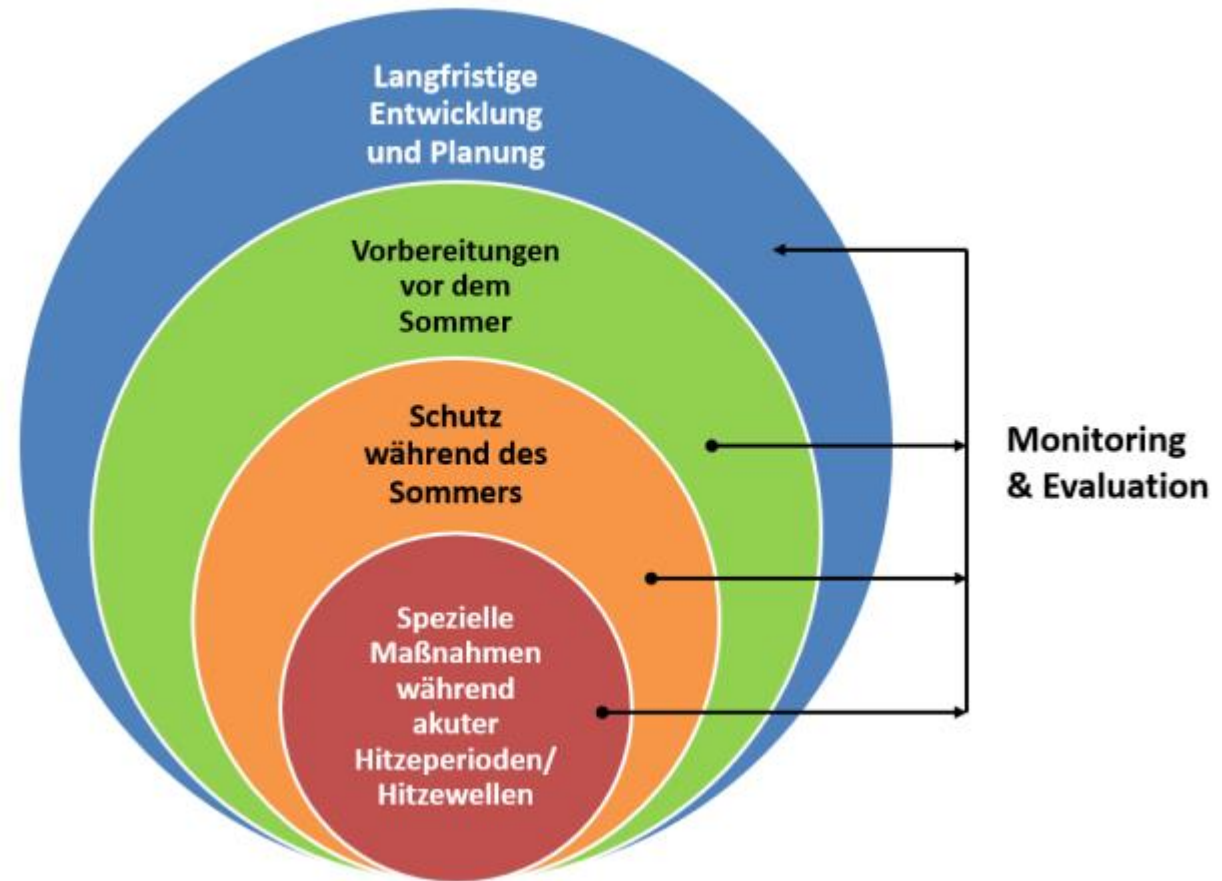 Langfristige
Entwicklung
und Planung
Vorbereitungen
vor dem
Sommer
Schutz
während des
Sommers
Spezielle
Maßnahmen
während
akuter
Hitzeperioden/
Hitzewellen
Monitoring
& Evaluation